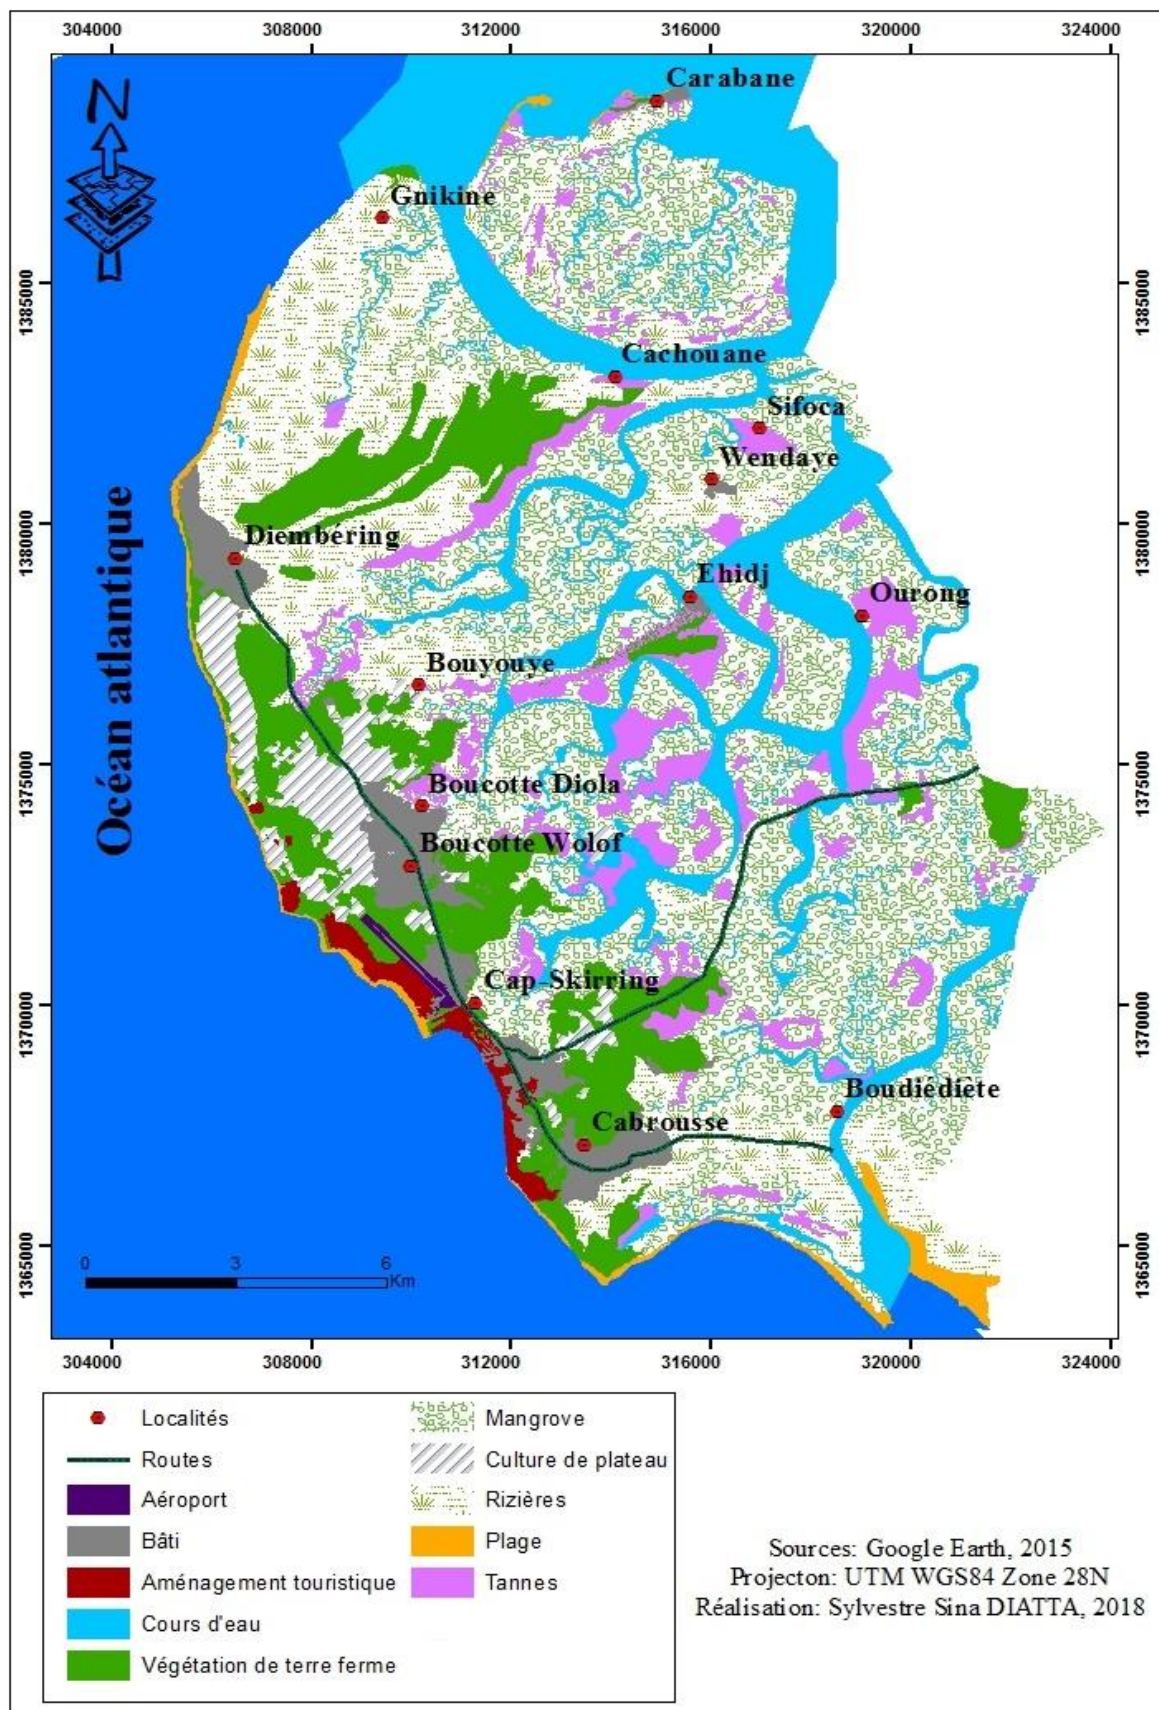 304000 308000 312000 316000 320000 324000
N
Carabane
Gnikine
1385000 1385000
Cachouane
Sifoca
Wendaye
1380000 1380000
Diembéring
Ehidj
Ourong
Océan atlantique
Bouyouye
1375000 1375000
Boucotte Diola
Boucotte Wolof
Cap-Skirring
1370000 1370000
Boudiédiète
Cabrousse
1365000 1365000
0 3 6
Km
304000 308000 312000 316000 320000 324000
Localités
Routes
Aéroport
Bâti
Aménagement touristique
Cours d'eau
Végétation de terre ferme
Mangrove
Culture de plateau
Rizières
Plage
Tannes
Sources: Google Earth, 2015
Projecton: UTM WGS84 Zone 28N
Réalisation: Sylvestre Sina DIATTA, 2018